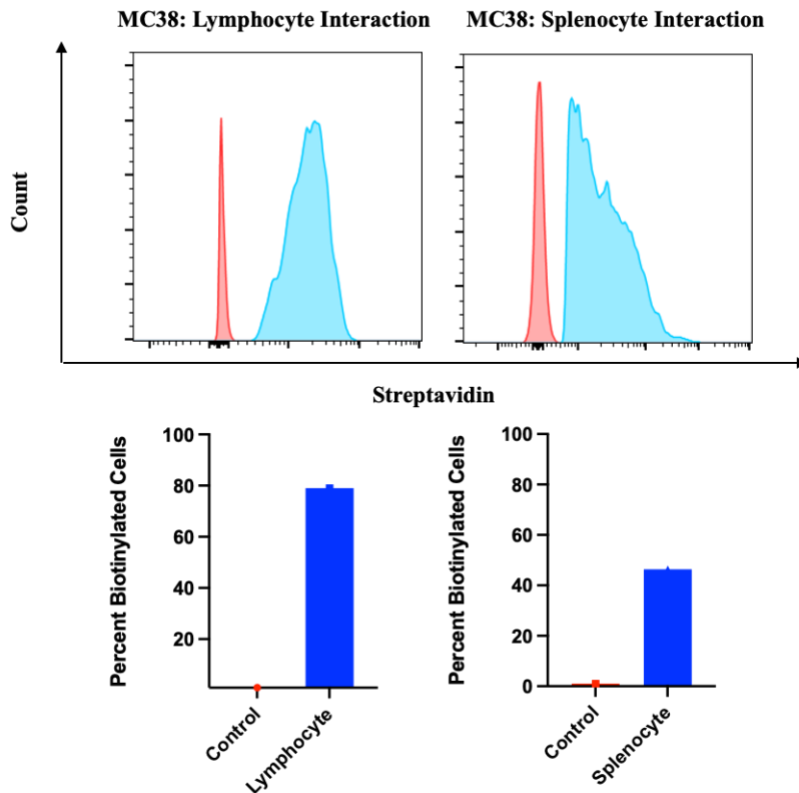 MC38: Lymphocyte Interaction
MC38: Splenocyte Interaction
Count
Streptavidin
Percent Biotinylated Cells
100
80
60
40
20
Control
Lymphocyte
Percent Biotinylated Cells
100
80
60
40
20
0
Control
Splenocyte